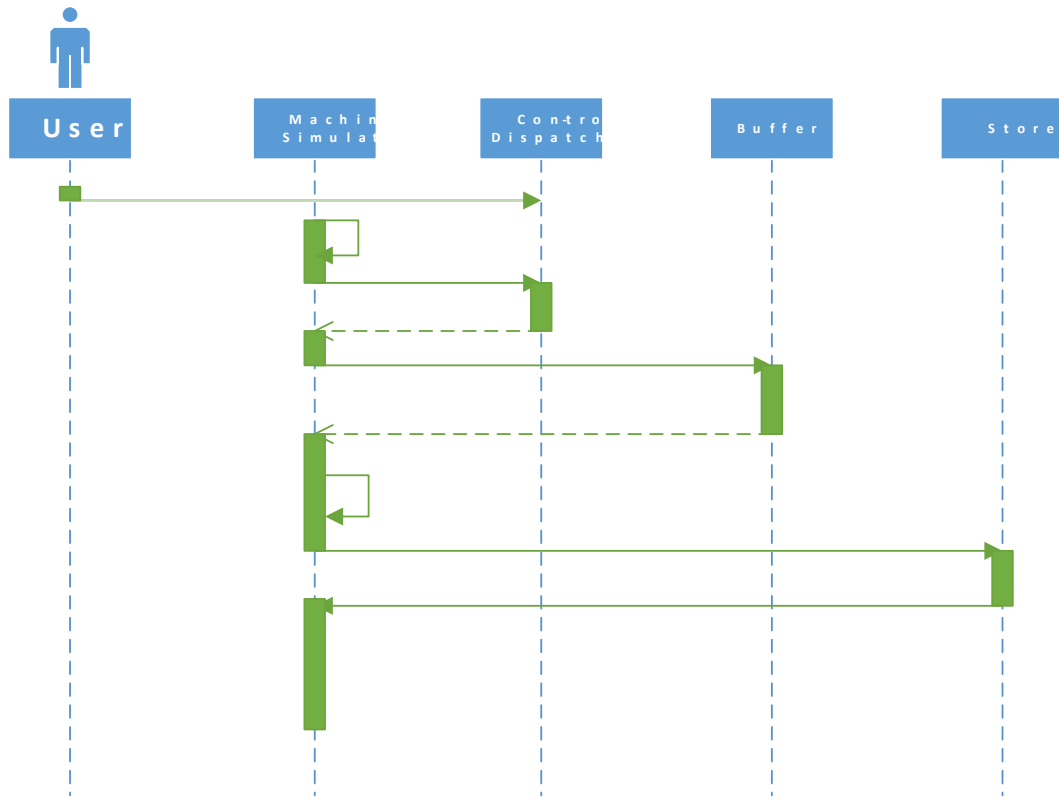 User
Machin
Simulat
Con-tro
Dispatch
Buffer
Store